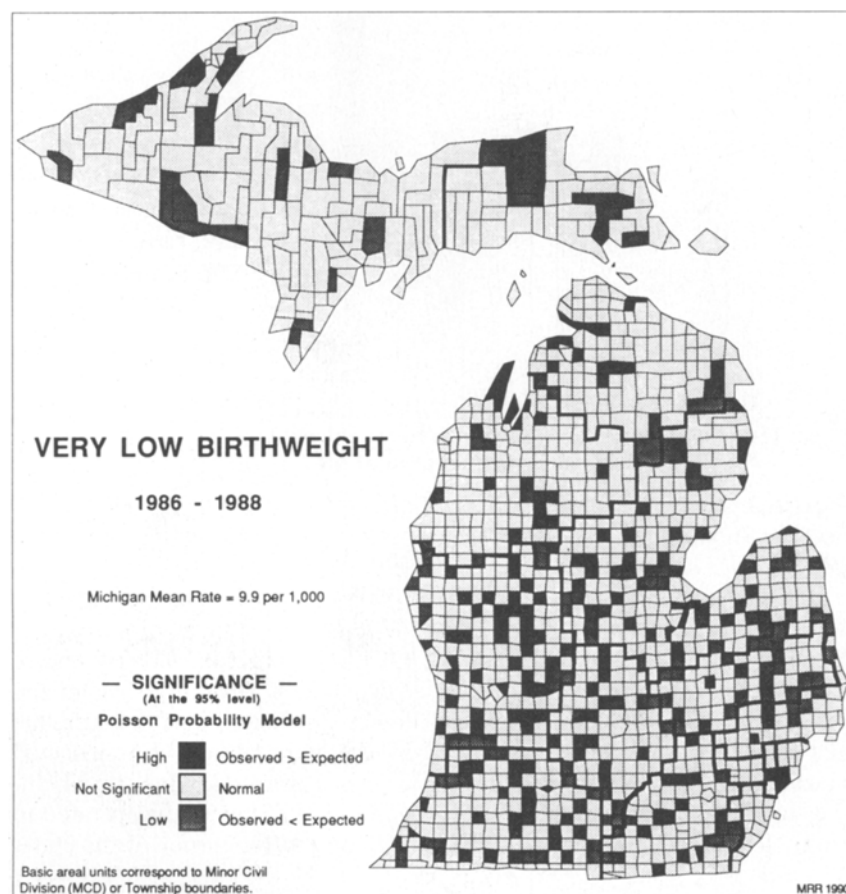 VERY LOW BIRTHWEIGHT
1986 - 1988
Michigan Mean Rate = 9.9 per 1,000
— SIGNIFICANCE —
(At the 95% level)
Poisson Probability Model
High Observed > Expected
Not Significant Normal
Low Observed < Expected
Basic areal units correspond to Minor Civil
Division (MCD) or Township boundaries.
MRR 1990